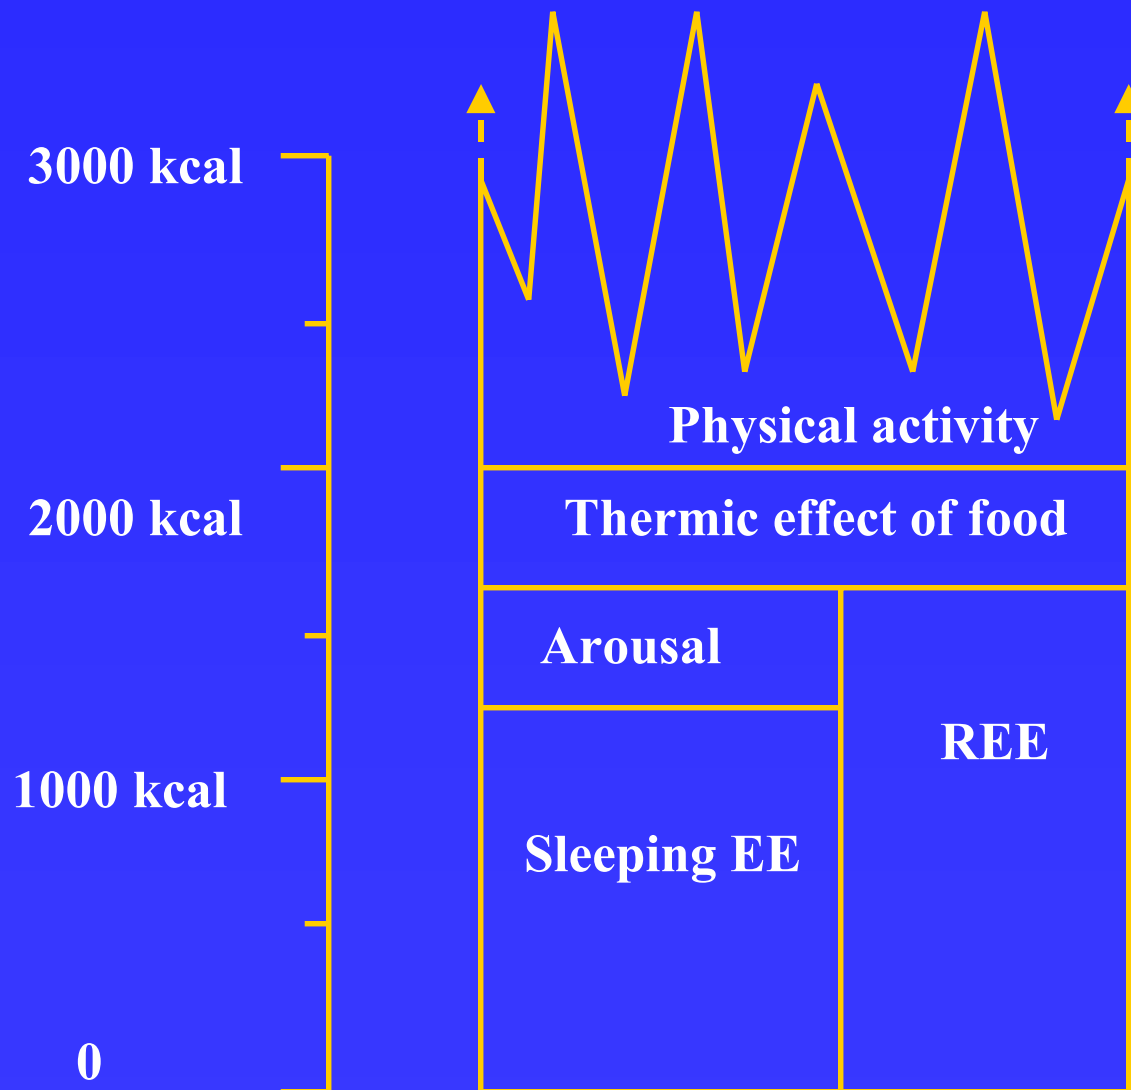 3000 kcal
Physical activity
2000 kcal
Thermic effect of food
Arousal
REE
1000 kcal
Sleeping EE
0